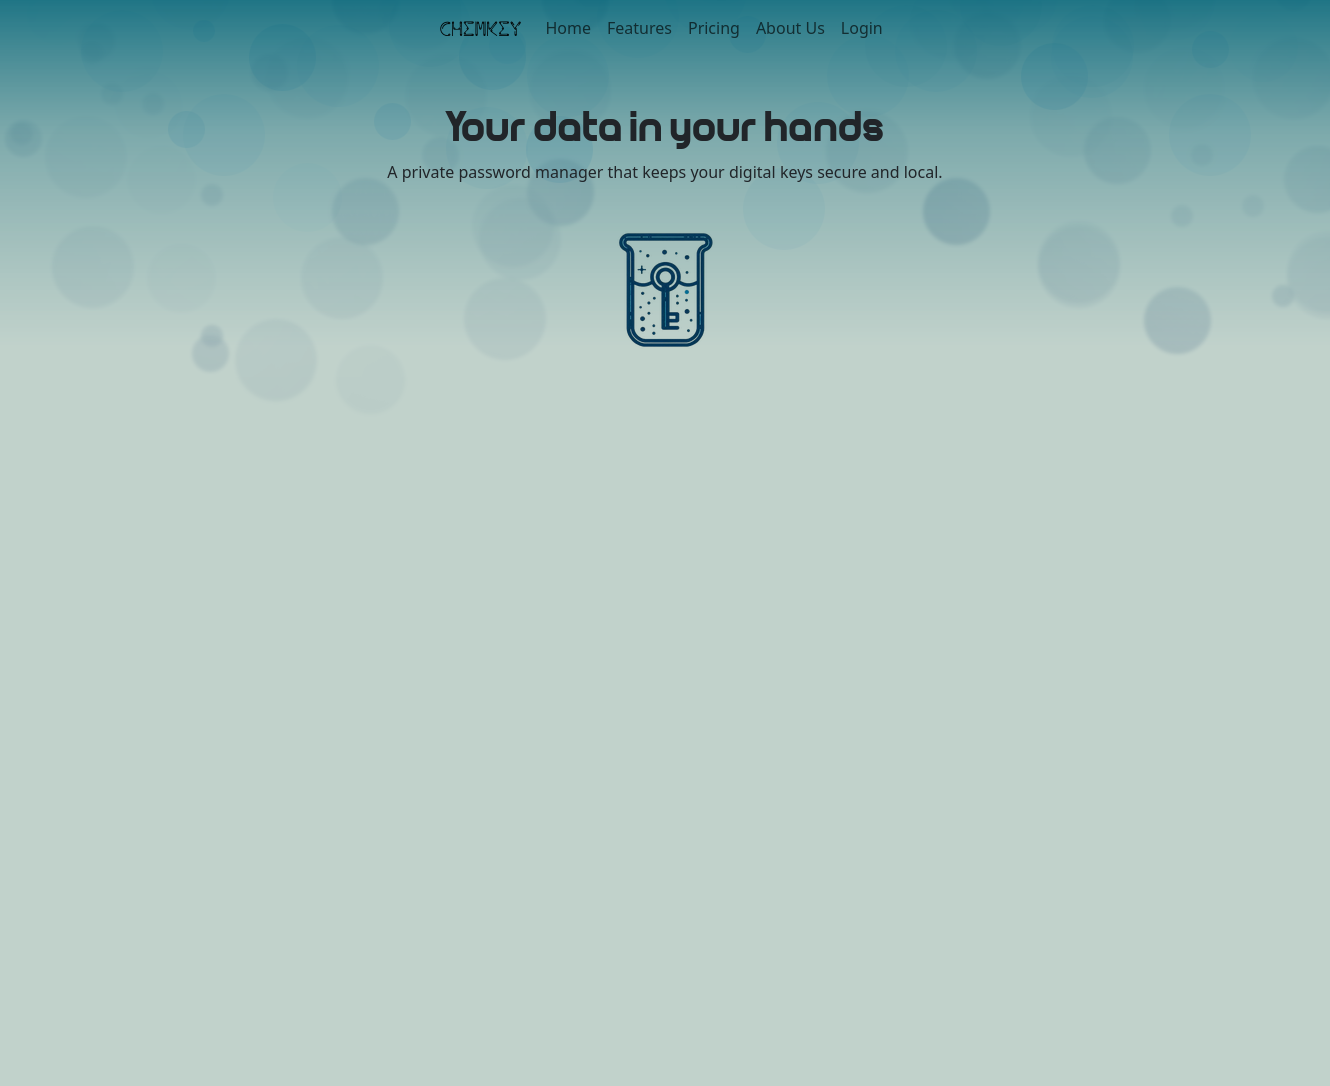 CHEMKEY Home Features Pricing About Us Login
Your data in your hands
A private password manager that keeps your digital keys secure and local.